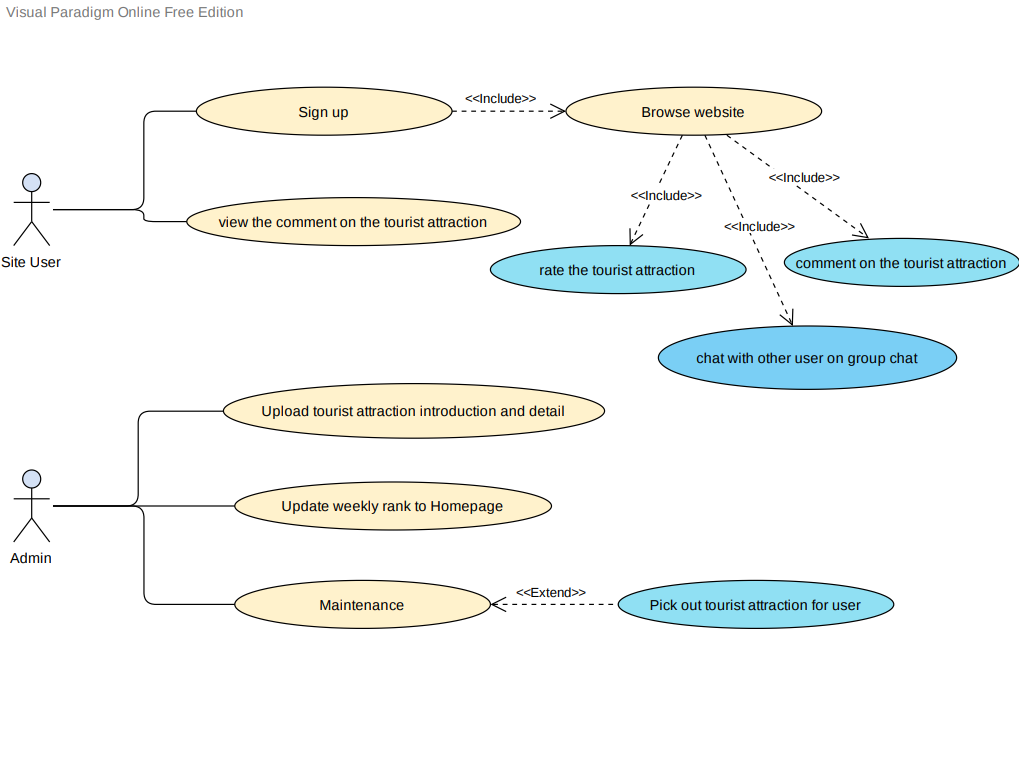 Visual Paradigm Online Free Edition
Sign up
<<Include>>
Browse website
<<Include>>
<<Include>>
<<Include>>
view the comment on the tourist attraction
Site User
rate the tourist attraction
comment on the tourist attraction
chat with other user on group chat
Upload tourist attraction introduction and detail
Update weekly rank to Homepage
Admin
Maintenance
<<Extend>>
Pick out tourist attraction for user